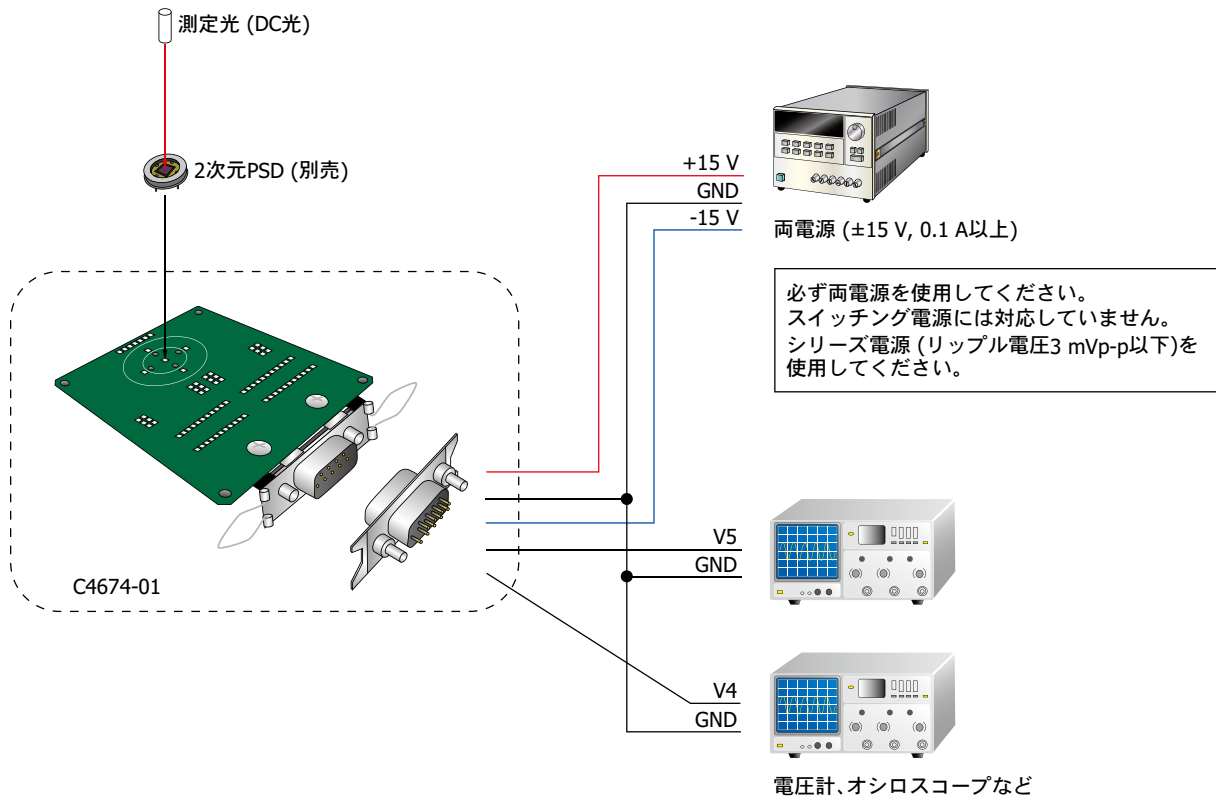 測定光 (DC光)
2次元PSD (別売)
+15 V
GND
-15 V
両電源 (±15 V, 0.1 A以上)
必ず両電源を使用してください。
スイッチング電源には対応していません。
シリーズ電源 (リップル電圧3 mVp-p以下)を
使用してください。
V5
GND
C4674-01
V4
GND
電圧計、オシロスコープなど